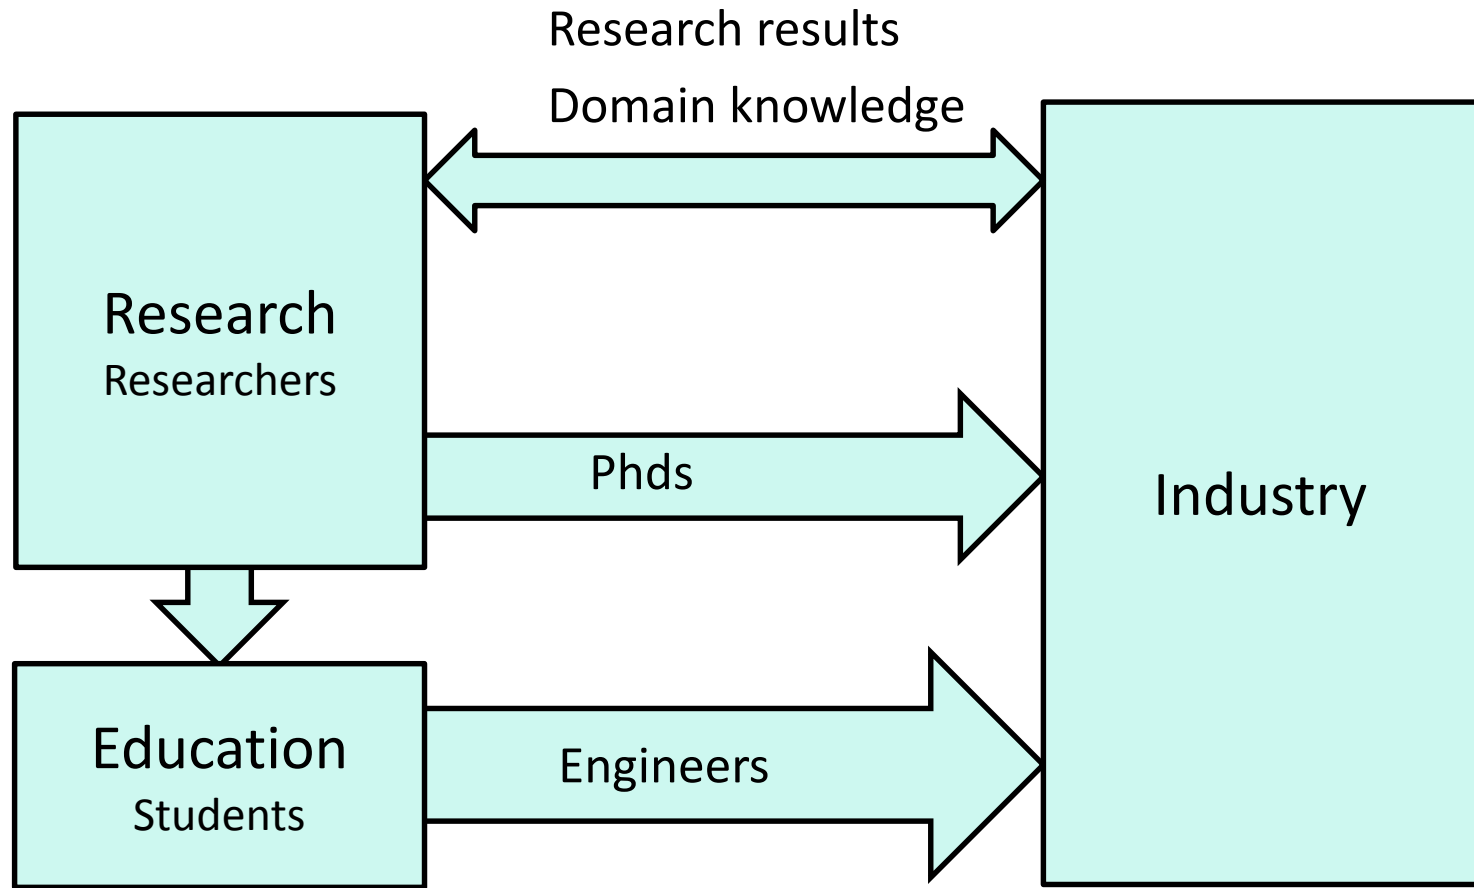 Research results
Domain knowledge
Research
Researchers
Phds
Industry
Education
Students
Engineers